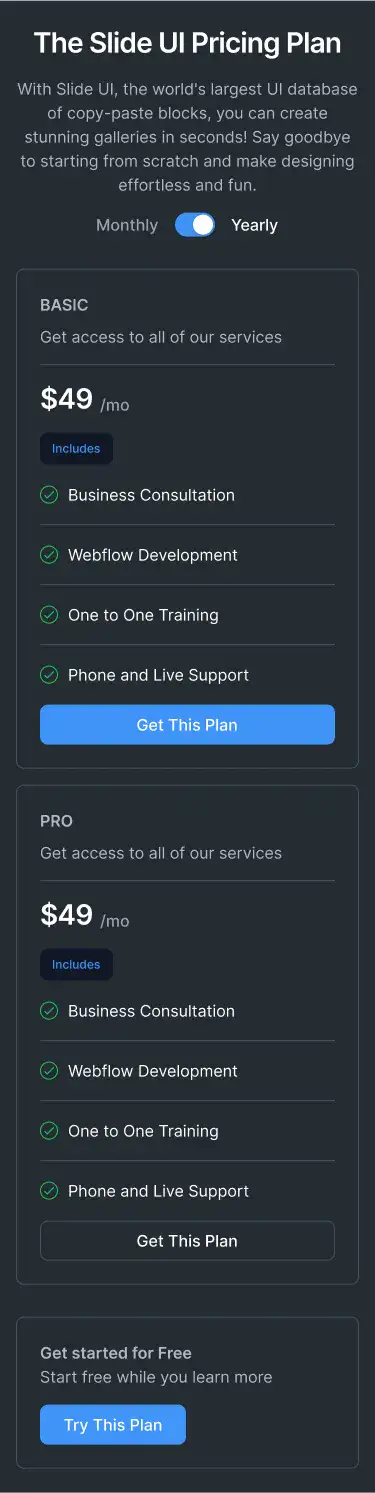 The Slide UI Pricing Plan
With Slide UI, the world's largest UI database
of copy-paste blocks, you can create
stunning galleries in seconds! Say goodbye
to starting from scratch and make designing
effortless and fun.
Monthly Yearly
BASIC
Get access to all of our services
$49 /mo
Includes
Business Consultation
Webflow Development
One to One Training
Phone and Live Support
Get This Plan
PRO
Get access to all of our services
$49 /mo
Includes
Business Consultation
Webflow Development
One to One Training
Phone and Live Support
Get This Plan
Get started for Free
Start free while you learn more
Try This Plan